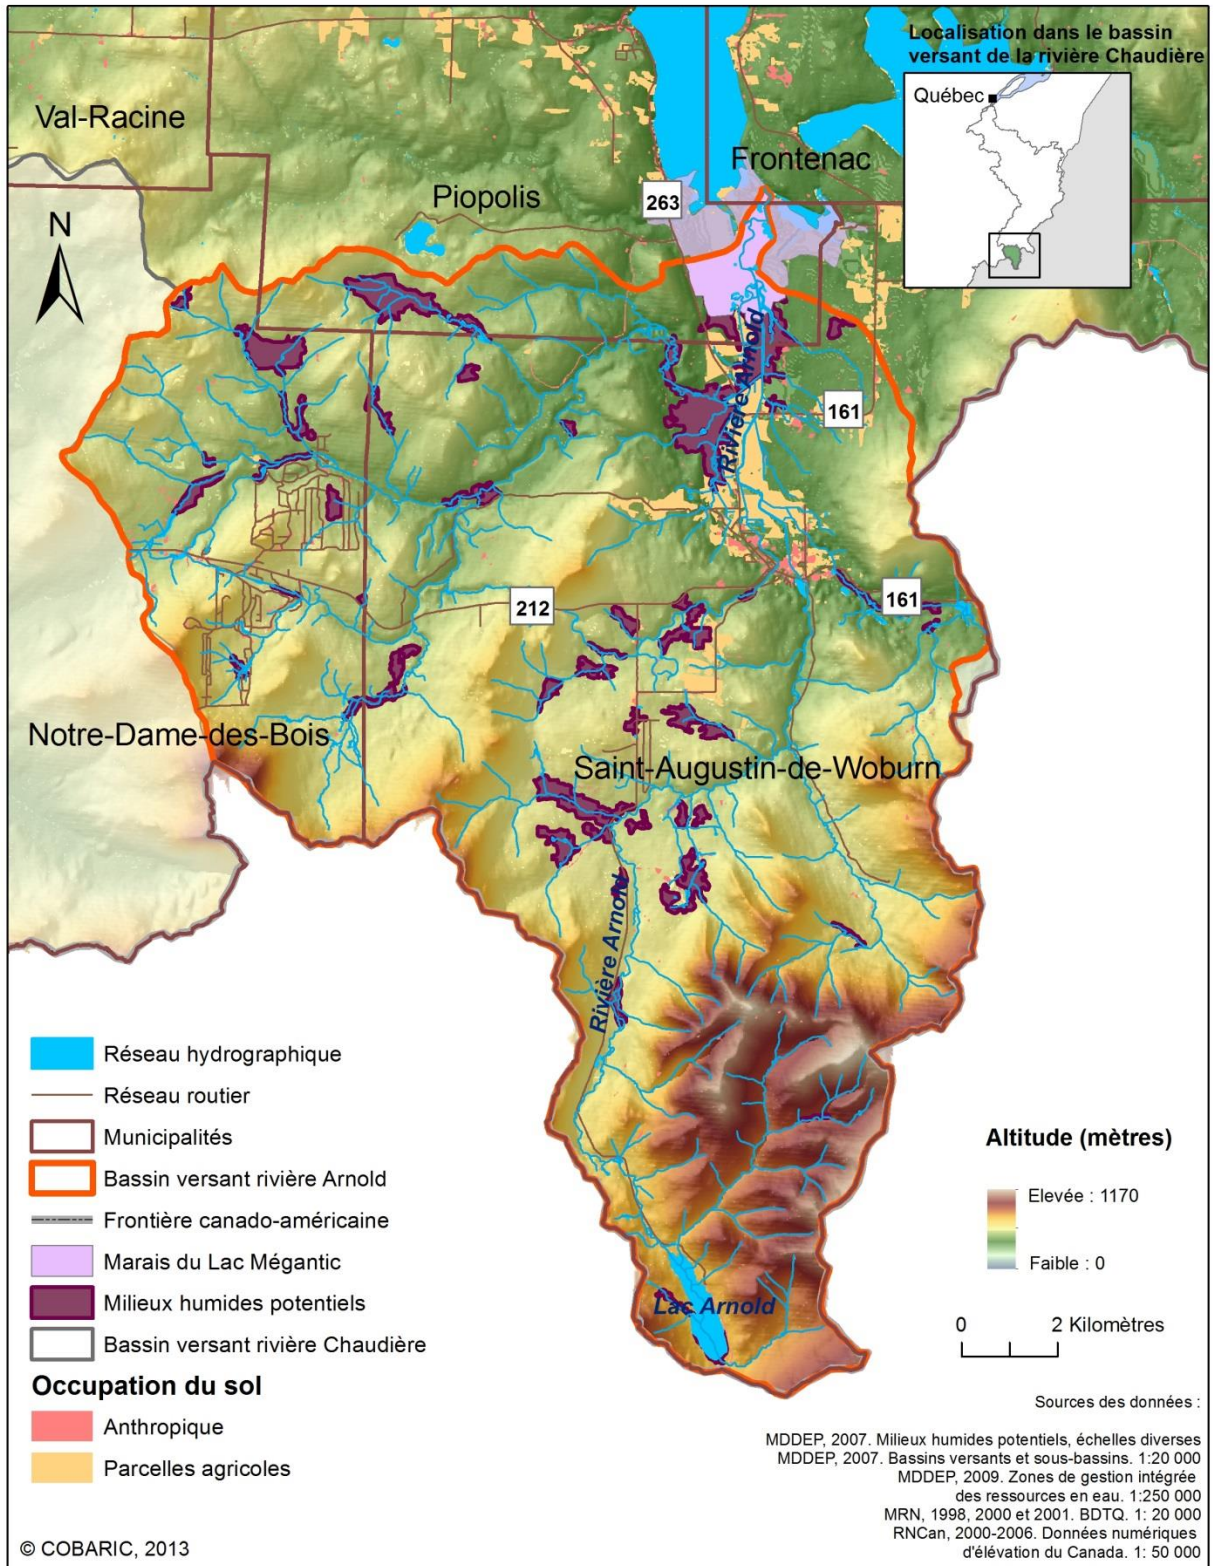 Localisation dans le bassin
versant de la rivière Chaudière
Québec
Val-Racine
Frontenac
Piopolis
263
N
Rivière Arnold
161
161
212
Notre-Dame-des-Bois
Saint-Augustin-de-Woburn
Rivière Arnold
Lac Arnold
Réseau hydrographique
Réseau routier
Municipalités
Bassin versant rivière Arnold
Frontière canado-américaine
Marais du Lac Mégantic
Milieux humides potentiels
Bassin versant rivière Chaudière
Occupation du sol
Anthropique
Parcelles agricoles
Altitude (mètres)
Elevée : 1170
Faible : 0
0 2 Kilomètres
Sources des données :
MDDEP, 2007. Milieux humides potentiels, échelles diverses
MDDEP, 2007. Bassins versants et sous-bassins. 1:20 000
MDDEP, 2009. Zones de gestion intégrée
des ressources en eau. 1:250 000
MRN, 1998, 2000 et 2001. BDTQ. 1: 20 000
RNCan, 2000-2006. Données numériques
d'élévation du Canada. 1: 50 000
© COBARIC, 2013